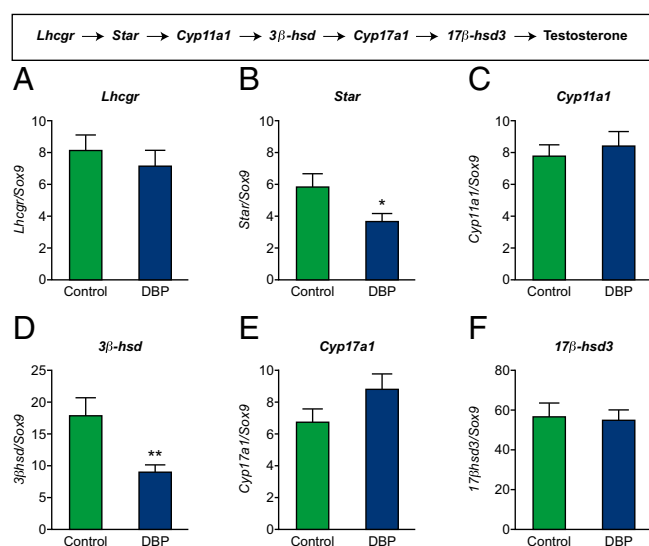 Lhcgr → Star → Cyp11a1 → 3β-hsd → Cyp17a1 → 17β-hsd3 → Testosterone
A B C
Lhcgr Star Cyp11a1
10 10 10
8 8 8
6 6 6
4 4 4
2 2 2
0 0 0
Lhcgr/Sox9 Star/Sox9 Cyp11a1/Sox9
*
Control DBP Control DBP Control DBP
D E F
3β-hsd Cyp17a1 17β-hsd3
25 10 80
20 8 60
15 6 40
10 4 20
5 2 0
0 0
3βhsd/Sox9 Cyp17a1/Sox9 17βhsd3/Sox9
**
Control DBP Control DBP Control DBP